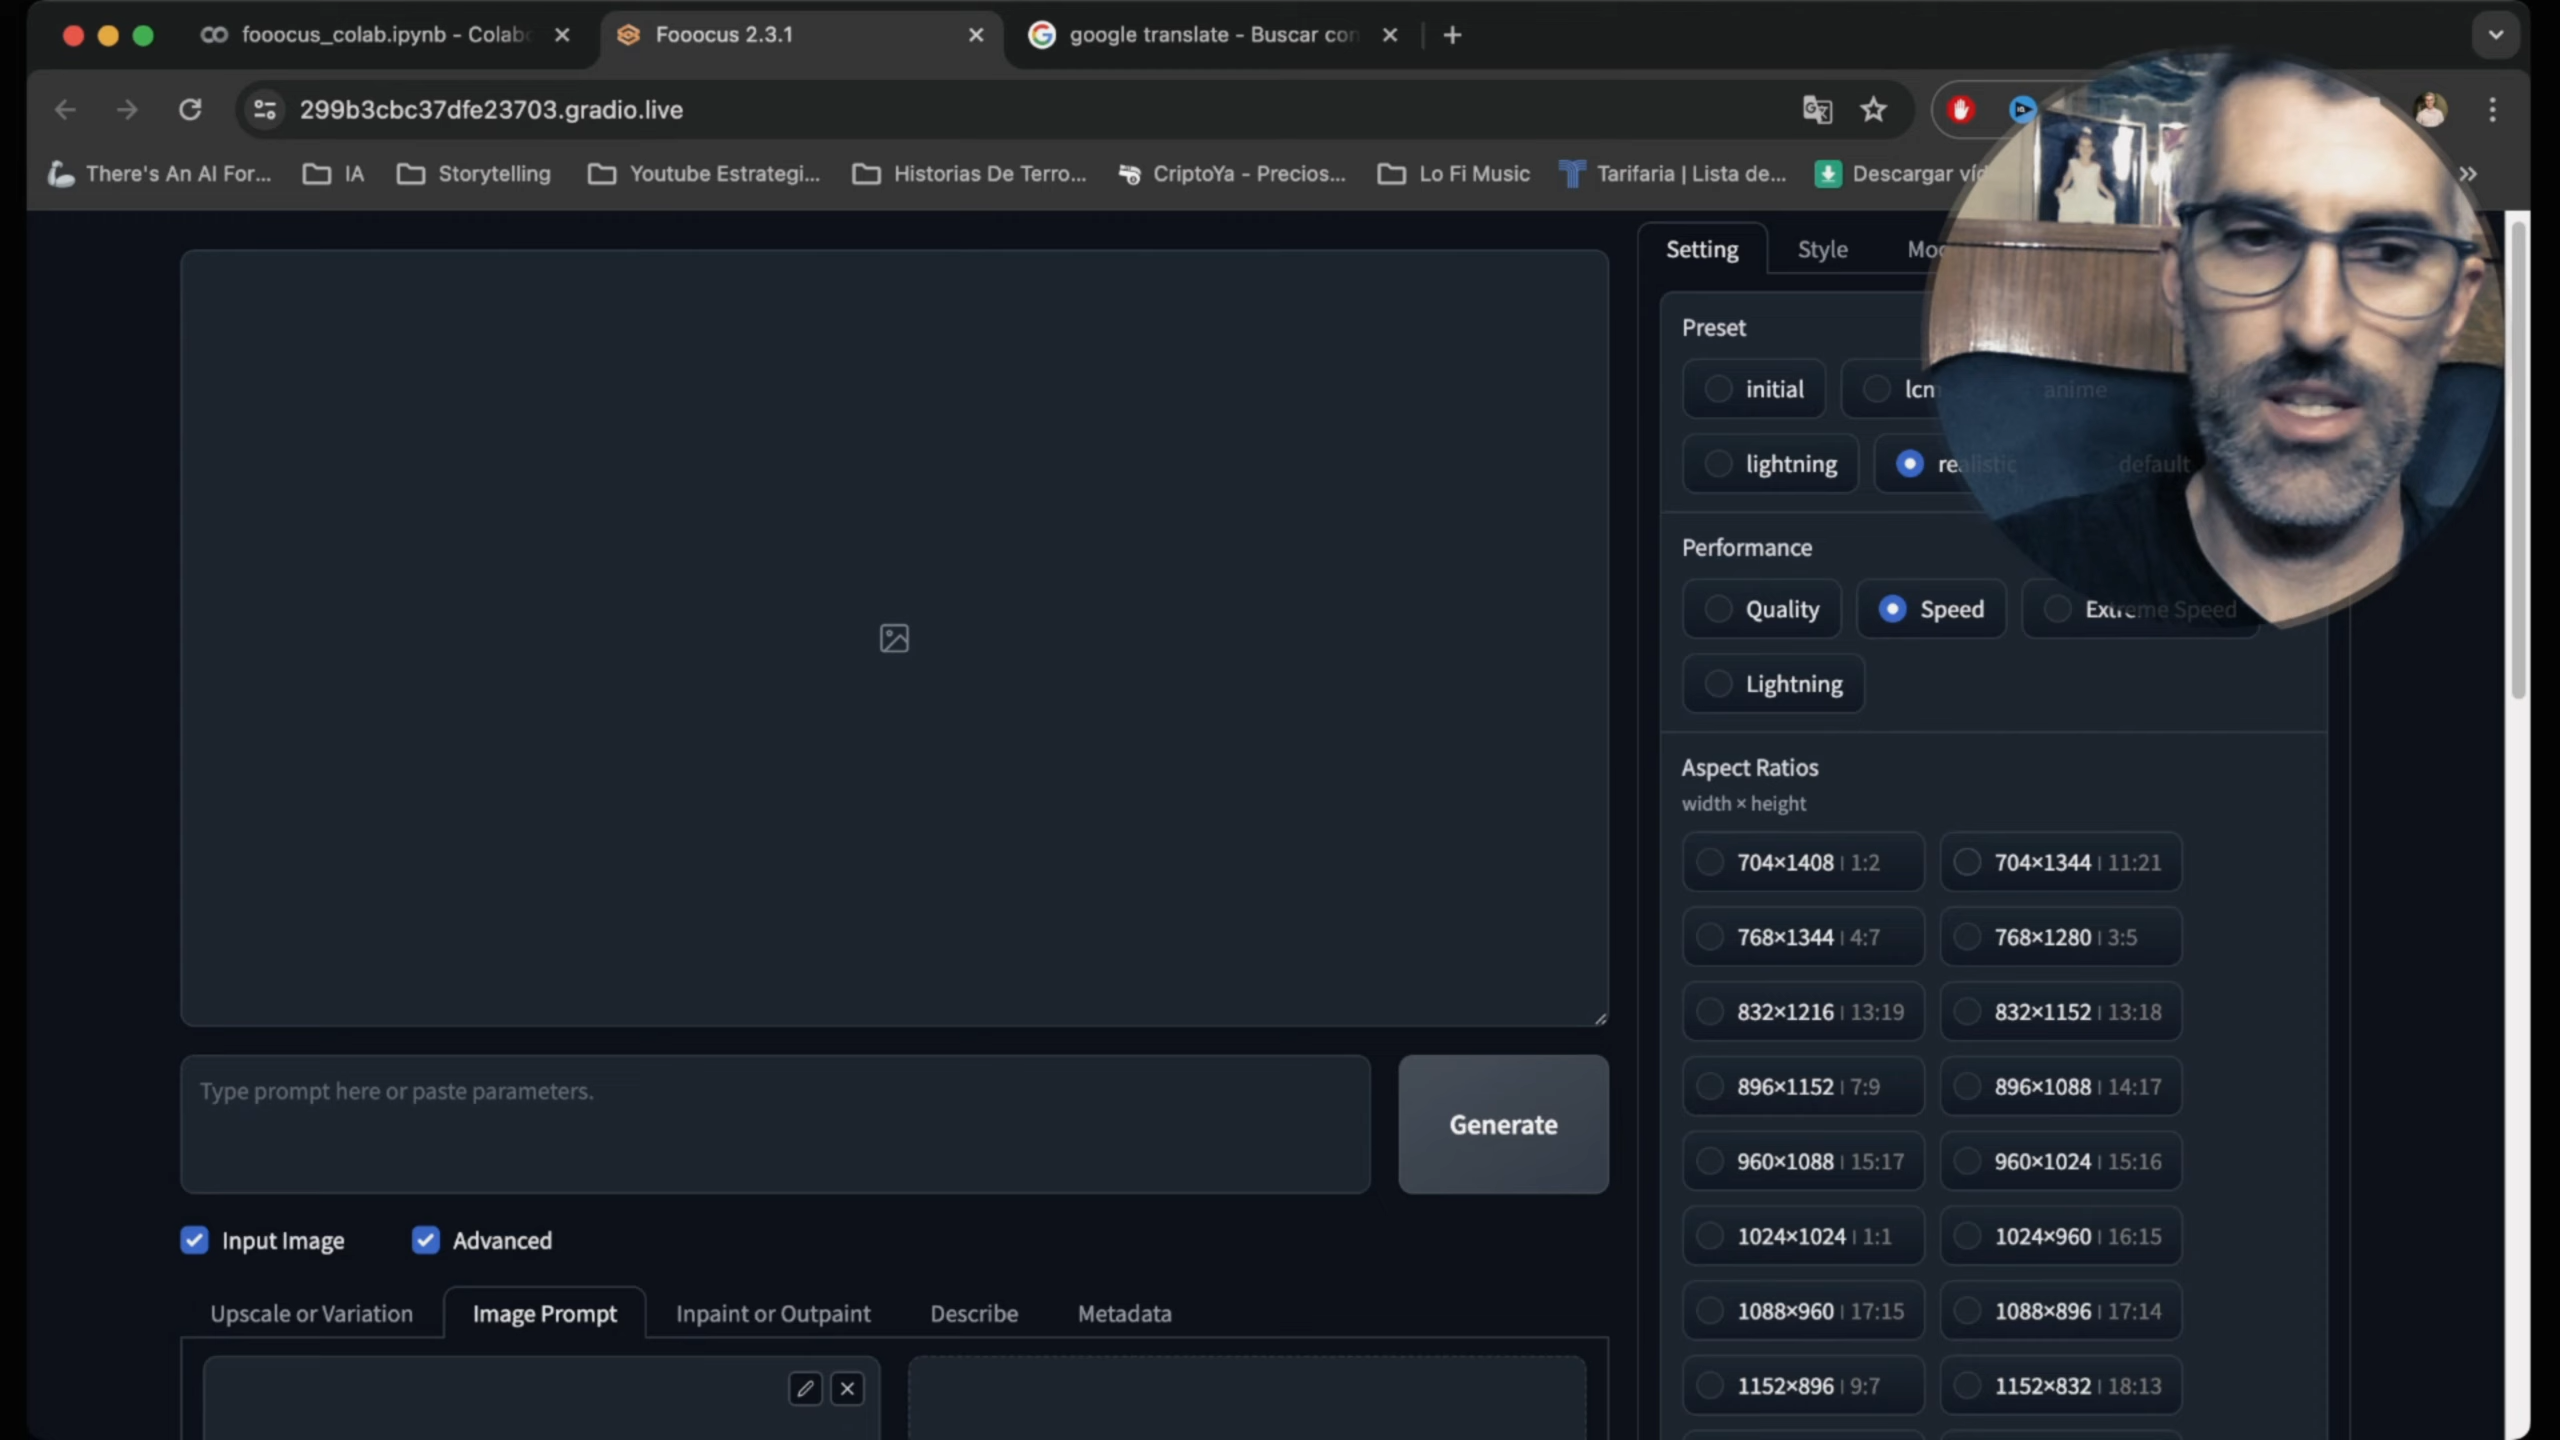 fooocus_colab.ipynb - Colab
Fooocus 2.3.1
google translate - Buscar con
299b3cbc37dfe23703.gradio.live
There's An AI For...
IA
Storytelling
Youtube Estrategi...
Historias De Terro...
CriptoYa - Precios...
Lo Fi Music
Tarifaria | Lista de...
Descargar víd
Setting
Style
Preset
initial
lcm
anime
lightning
realistic
default
Performance
Quality
Speed
Extreme Speed
Lightning
Aspect Ratios
width × height
704×1408 | 1:2
704×1344 | 11:21
768×1344 | 4:7
768×1280 | 3:5
832×1216 | 13:19
832×1152 | 13:18
896×1152 | 7:9
896×1088 | 14:17
960×1088 | 15:17
960×1024 | 15:16
1024×1024 | 1:1
1024×960 | 16:15
1088×960 | 17:15
1088×896 | 17:14
1152×896 | 9:7
1152×832 | 18:13
Type prompt here or paste parameters.
Generate
Input Image
Advanced
Upscale or Variation
Image Prompt
Inpaint or Outpaint
Describe
Metadata